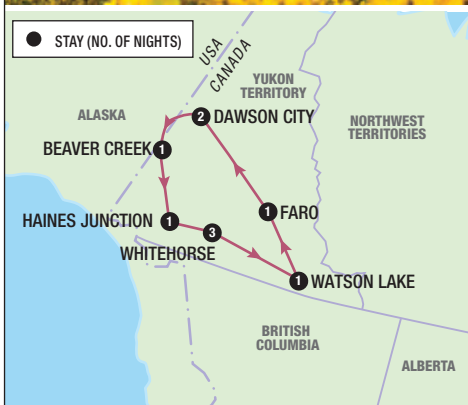 STAY (NO. OF NIGHTS)
USA
CANADA
YUKON
TERRITORY
ALASKA
2 DAWSON CITY
NORTHWEST
TERRITORIES
BEAVER CREEK 1
HAINES JUNCTION 1
1 FARO
3
WHITEHORSE
1 WATSON LAKE
BRITISH
COLUMBIA
ALBERTA